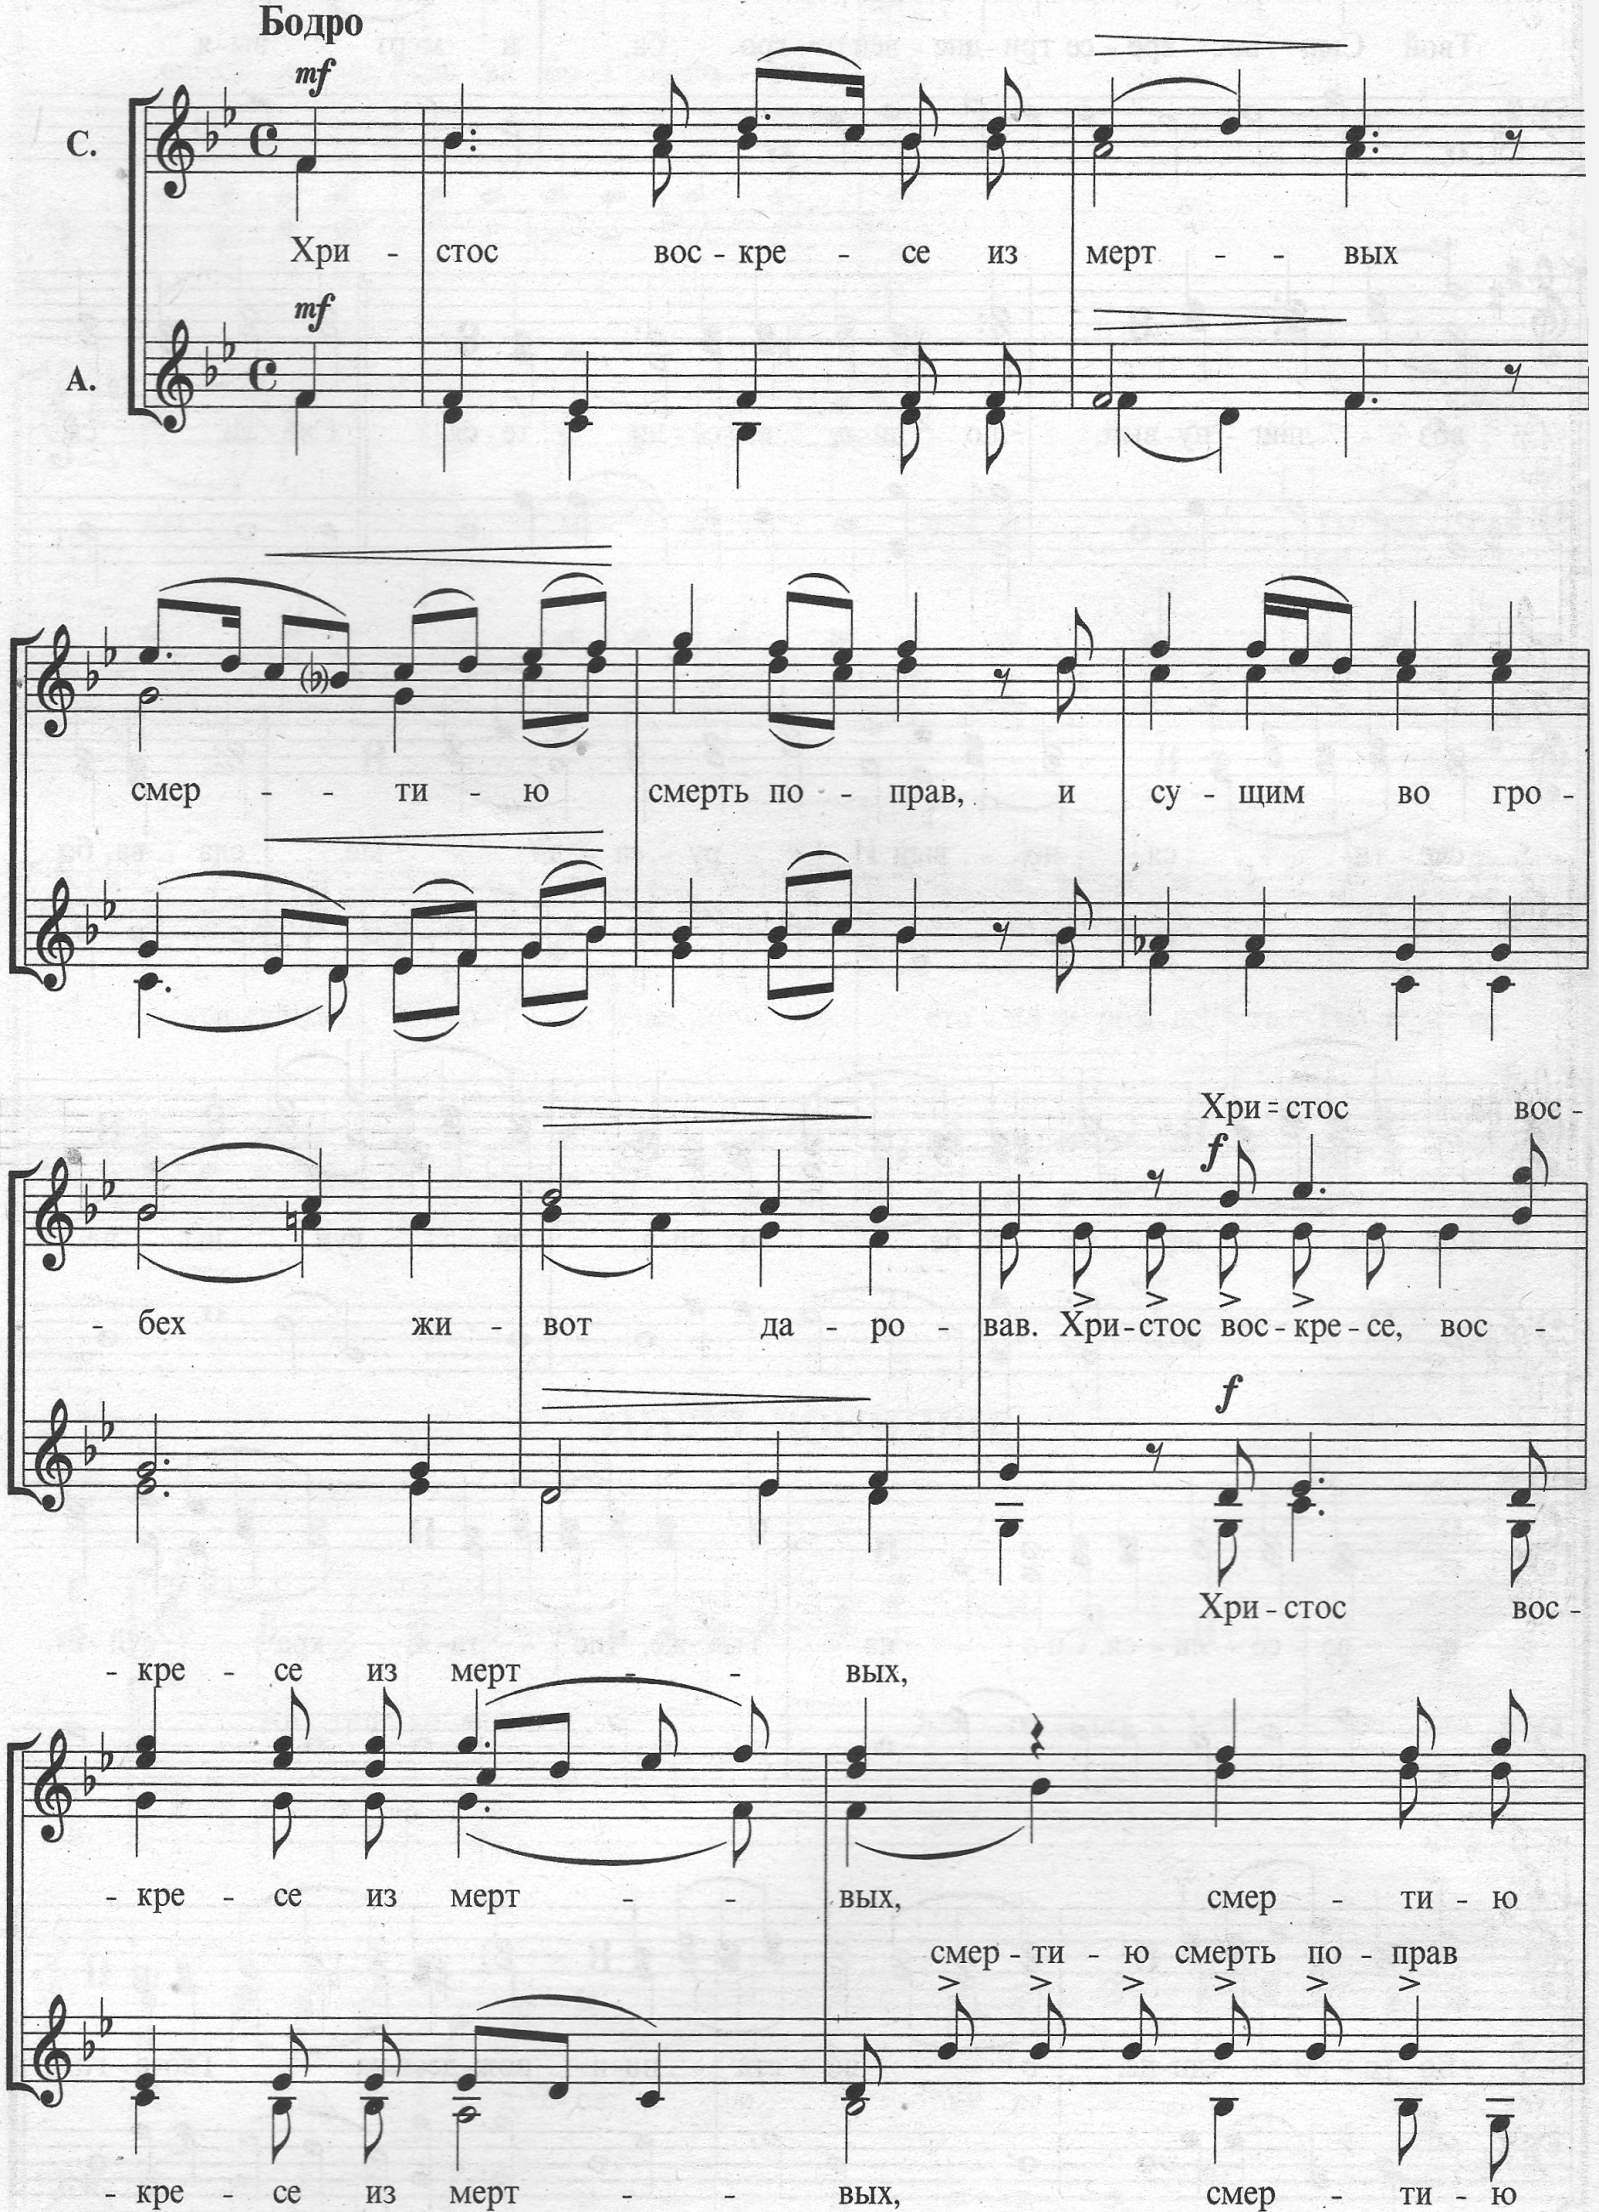 Бодро
mf
С.
Хри - стос вос - кре - се из мерт - - вых
mf
А.
смер - - ти - ю смерть по - прав, и су - щим во гро -
Хри - стос вос -
f
- бех жи - вот да - ро - вав. Хри - стос вос - кре - се, вос -
f
Хри - стос вос -
- кре - се из мерт - - вых,
- кре - се из мерт - - вых, смер - ти - ю
смер - ти - ю смерть по - прав
- кре - се из мерт - - вых, смер - ти - ю